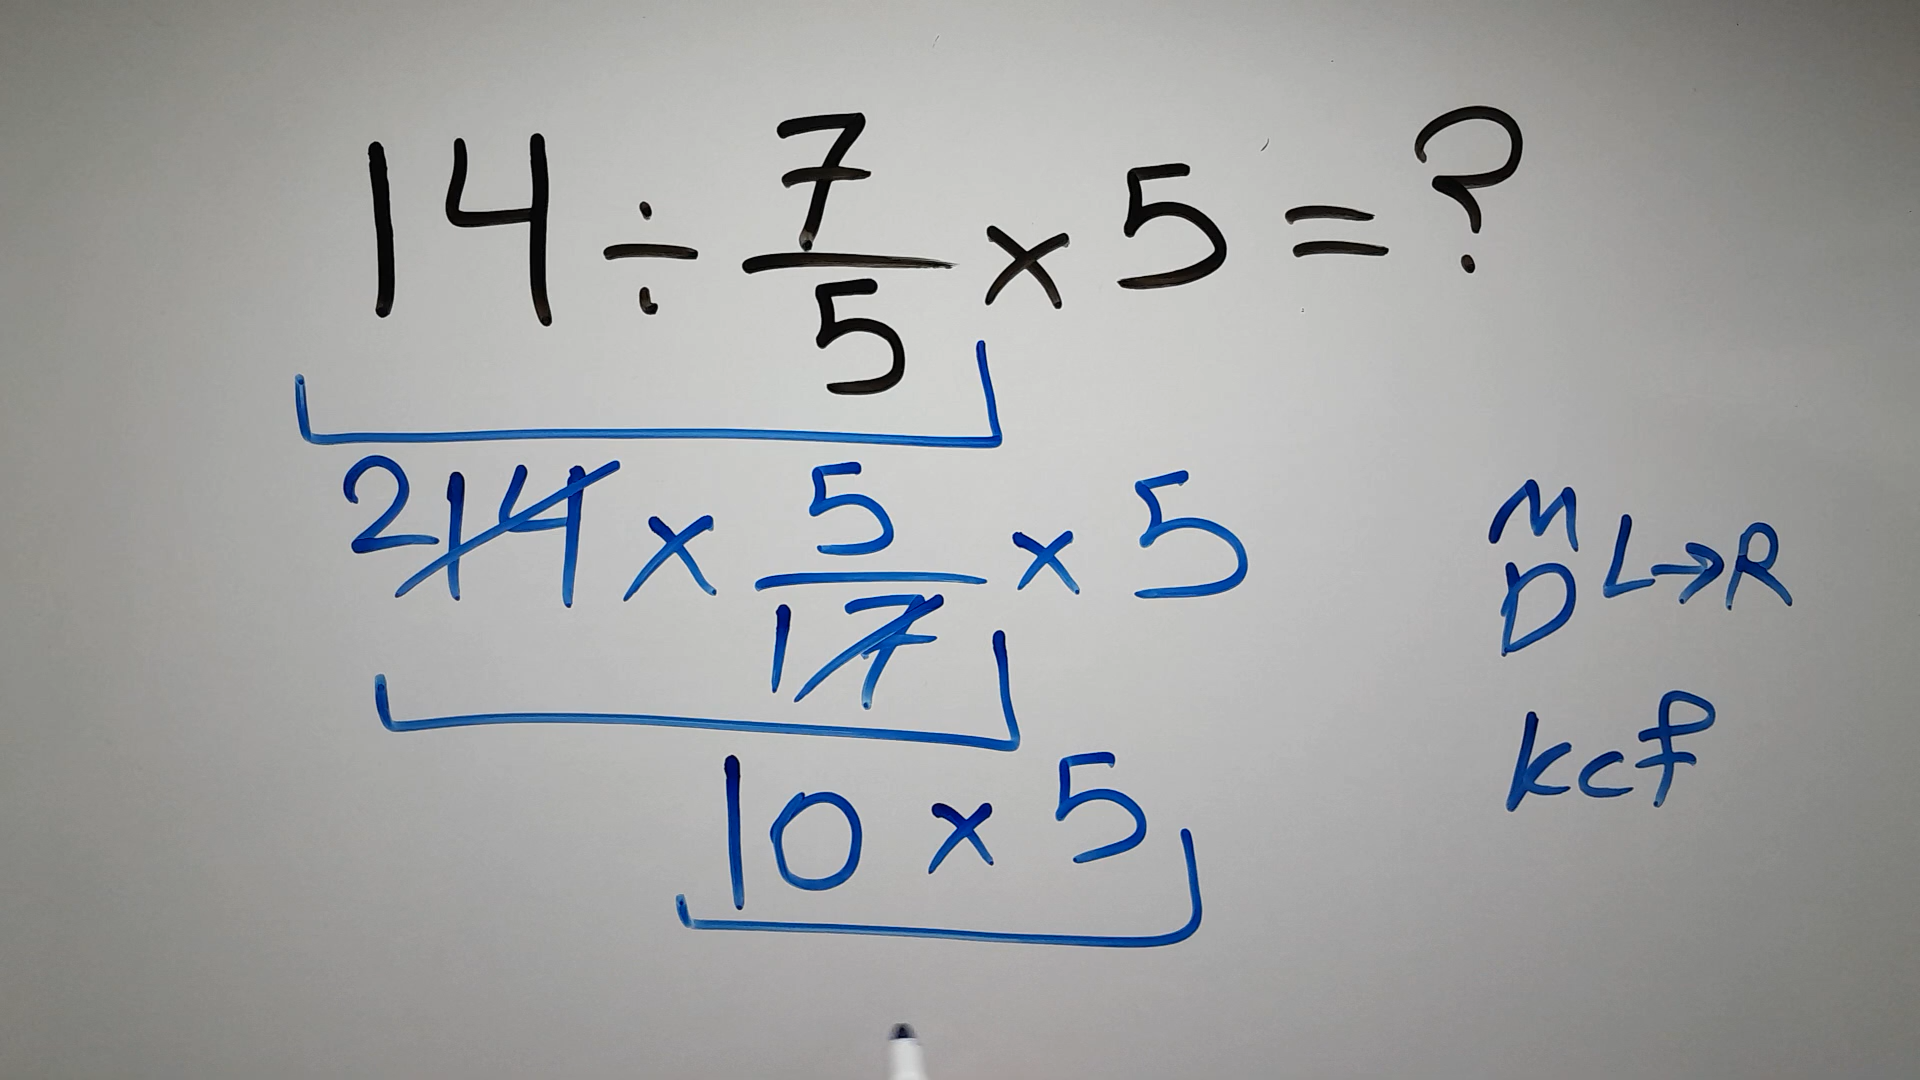 14 ÷ 7/5 × 5 = ?
2 14 × 5/1 7 × 5
M
D L→R
kcf
10 × 5